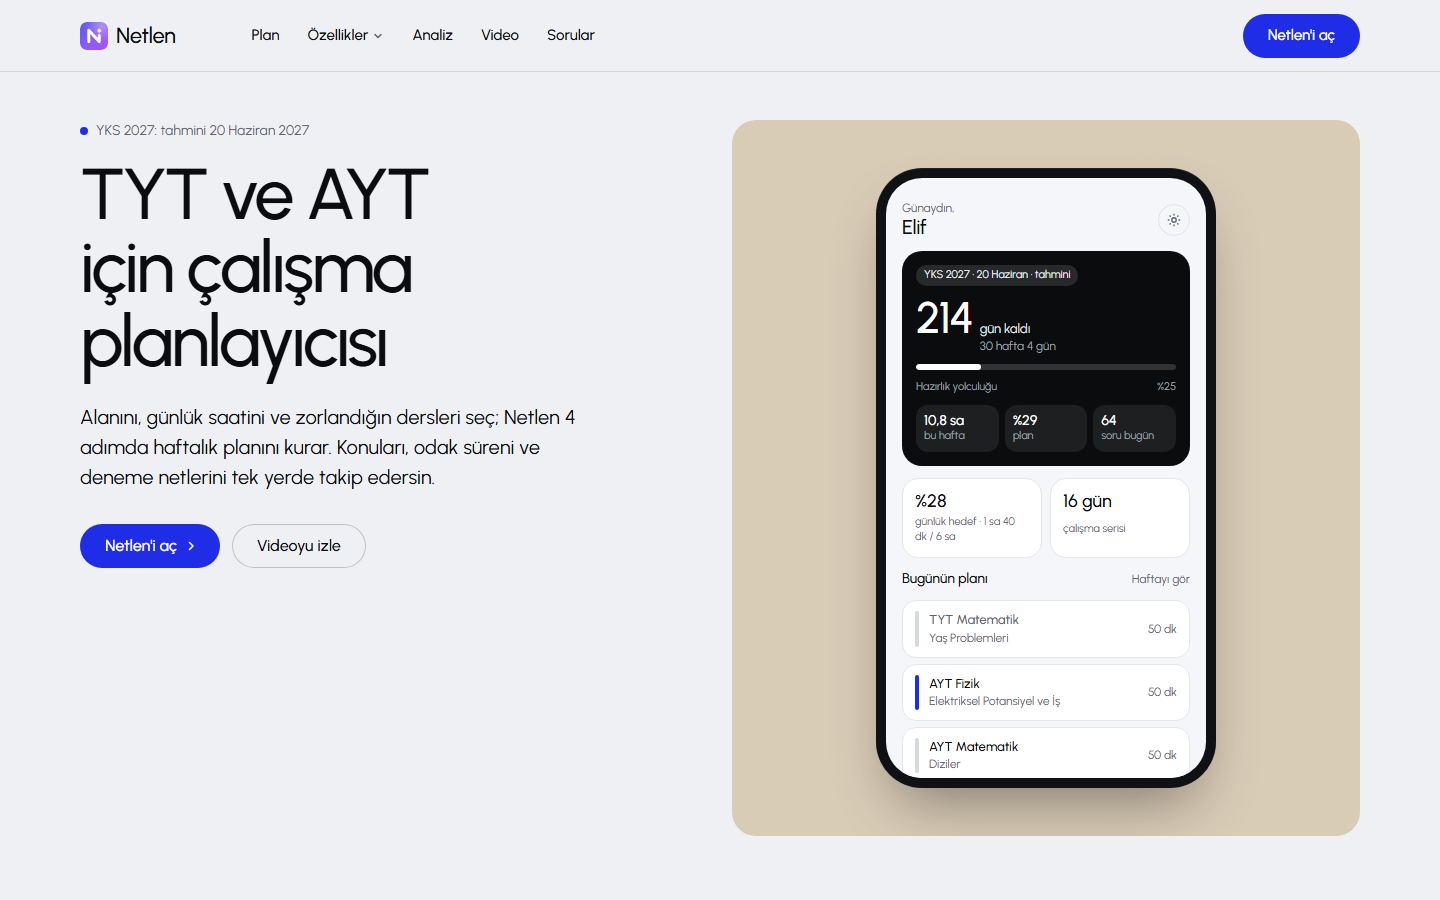 Netlen
Plan
Özellikler
Analiz
Video
Sorular
Netlen'i aç
YKS 2027: tahmini 20 Haziran 2027
TYT ve AYT
için çalışma
planlayıcısı
Alanını, günlük saatini ve zorlandığın dersleri seç; Netlen 4
adımda haftalık planını kurar. Konuları, odak süreni ve
deneme netlerini tek yerde takip edersin.
Netlen'i aç
Videoyu izle
Günaydın,
Elif
YKS 2027 · 20 Haziran · tahmini
214 gün kaldı
30 hafta 4 gün
Hazırlık yolculuğu
%25
10,8 sa
bu hafta
%29
plan
64
soru bugün
%28
günlük hedef · 1 sa 40
dk / 6 sa
16 gün
çalışma serisi
Bugünün planı
Haftayı gör
TYT Matematik
Yaş Problemleri
50 dk
AYT Fizik
Elektriksel Potansiyel ve İş
50 dk
AYT Matematik
Diziler
50 dk